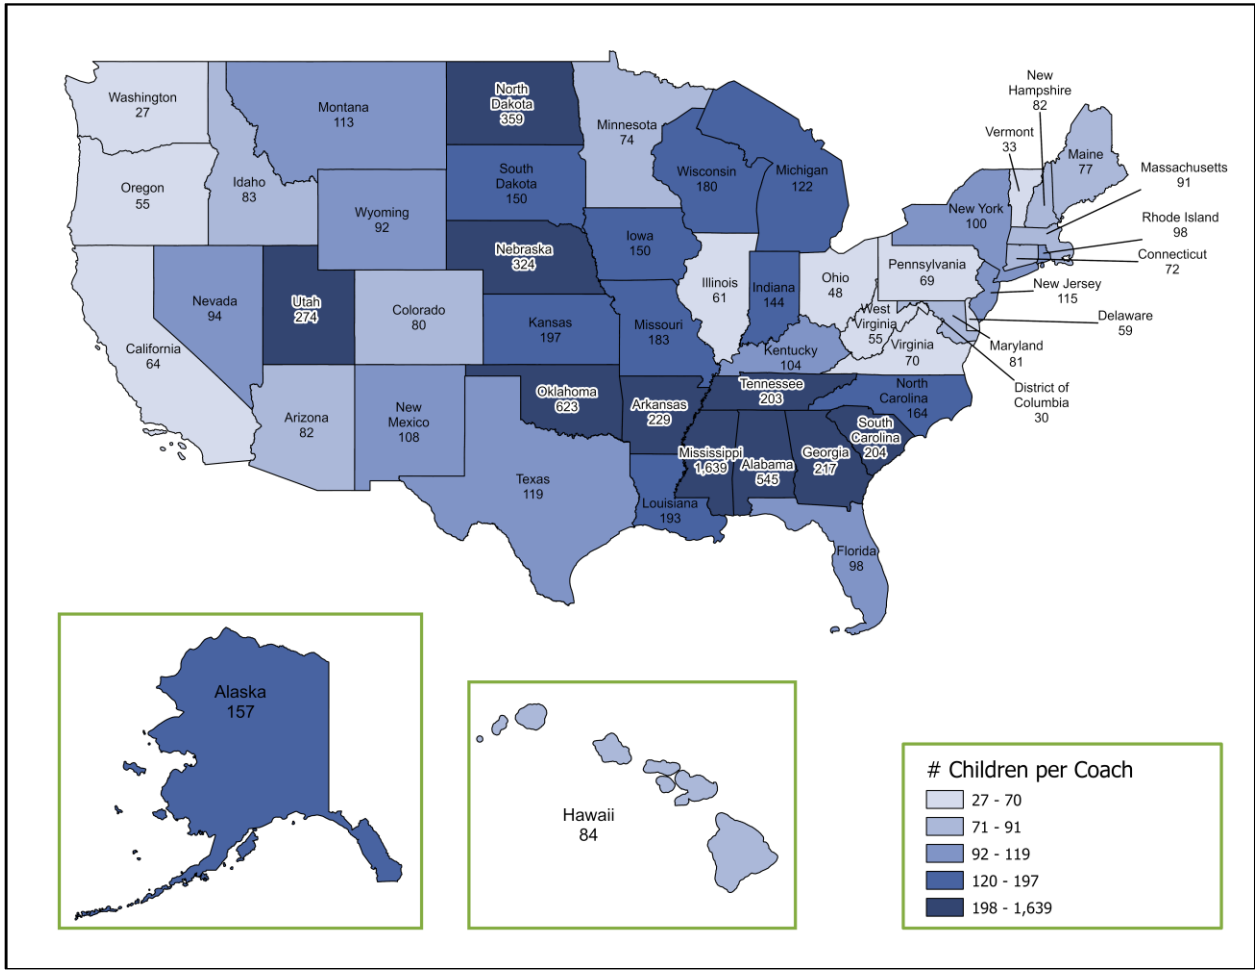 Washington
27
Oregon
55
California
64
Idaho
83
Nevada
94
Montana
113
Wyoming
92
Utah
274
Colorado
80
Arizona
82
New
Mexico
108
North
Dakota
359
South
Dakota
150
Nebraska
324
Kansas
197
Oklahoma
623
Texas
119
Minnesota
74
Iowa
150
Missouri
183
Arkansas
229
Louisiana
193
Wisconsin
180
Illinois
61
Michigan
122
Indiana
144
Ohio
48
Kentucky
104
Tennessee
203
Mississippi
1,639
Alabama
545
Georgia
217
Florida
98
South
Carolina
204
North
Carolina
164
Virginia
70
West
Virginia
55
Pennsylvania
69
New York
100
Vermont
33
New
Hampshire
82
Maine
77
Massachusetts
91
Rhode Island
98
Connecticut
72
New Jersey
115
Delaware
59
Maryland
81
District of
Columbia
30
Alaska
157
Hawaii
84
# Children per Coach
27 - 70
71 - 91
92 - 119
120 - 197
198 - 1,639